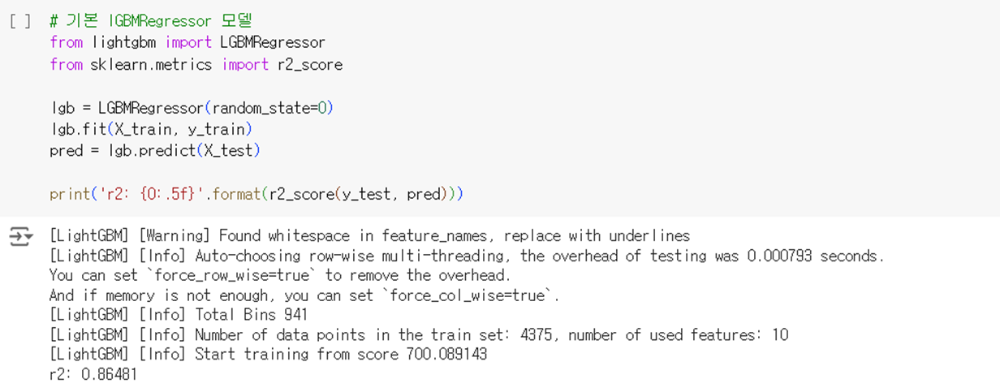 [ ] # 기본 lGBMRegressor 모델
from lightgbm import LGBMRegressor
from sklearn.metrics import r2_score
lgb = LGBMRegressor(random_state=0)
lgb.fit(X_train, y_train)
pred = lgb.predict(X_test)
print('r2: {0:.5f}'.format(r2_score(y_test, pred)))
[LightGBM] [Warning] Found whitespace in feature_names, replace with underlines
[LightGBM] [Info] Auto-choosing row-wise multi-threading, the overhead of testing was 0.000793 seconds.
You can set `force_row_wise=true` to remove the overhead.
And if memory is not enough, you can set `force_col_wise=true`.
[LightGBM] [Info] Total Bins 941
[LightGBM] [Info] Number of data points in the train set: 4375, number of used features: 10
[LightGBM] [Info] Start training from score 700.089143
r2: 0.86481